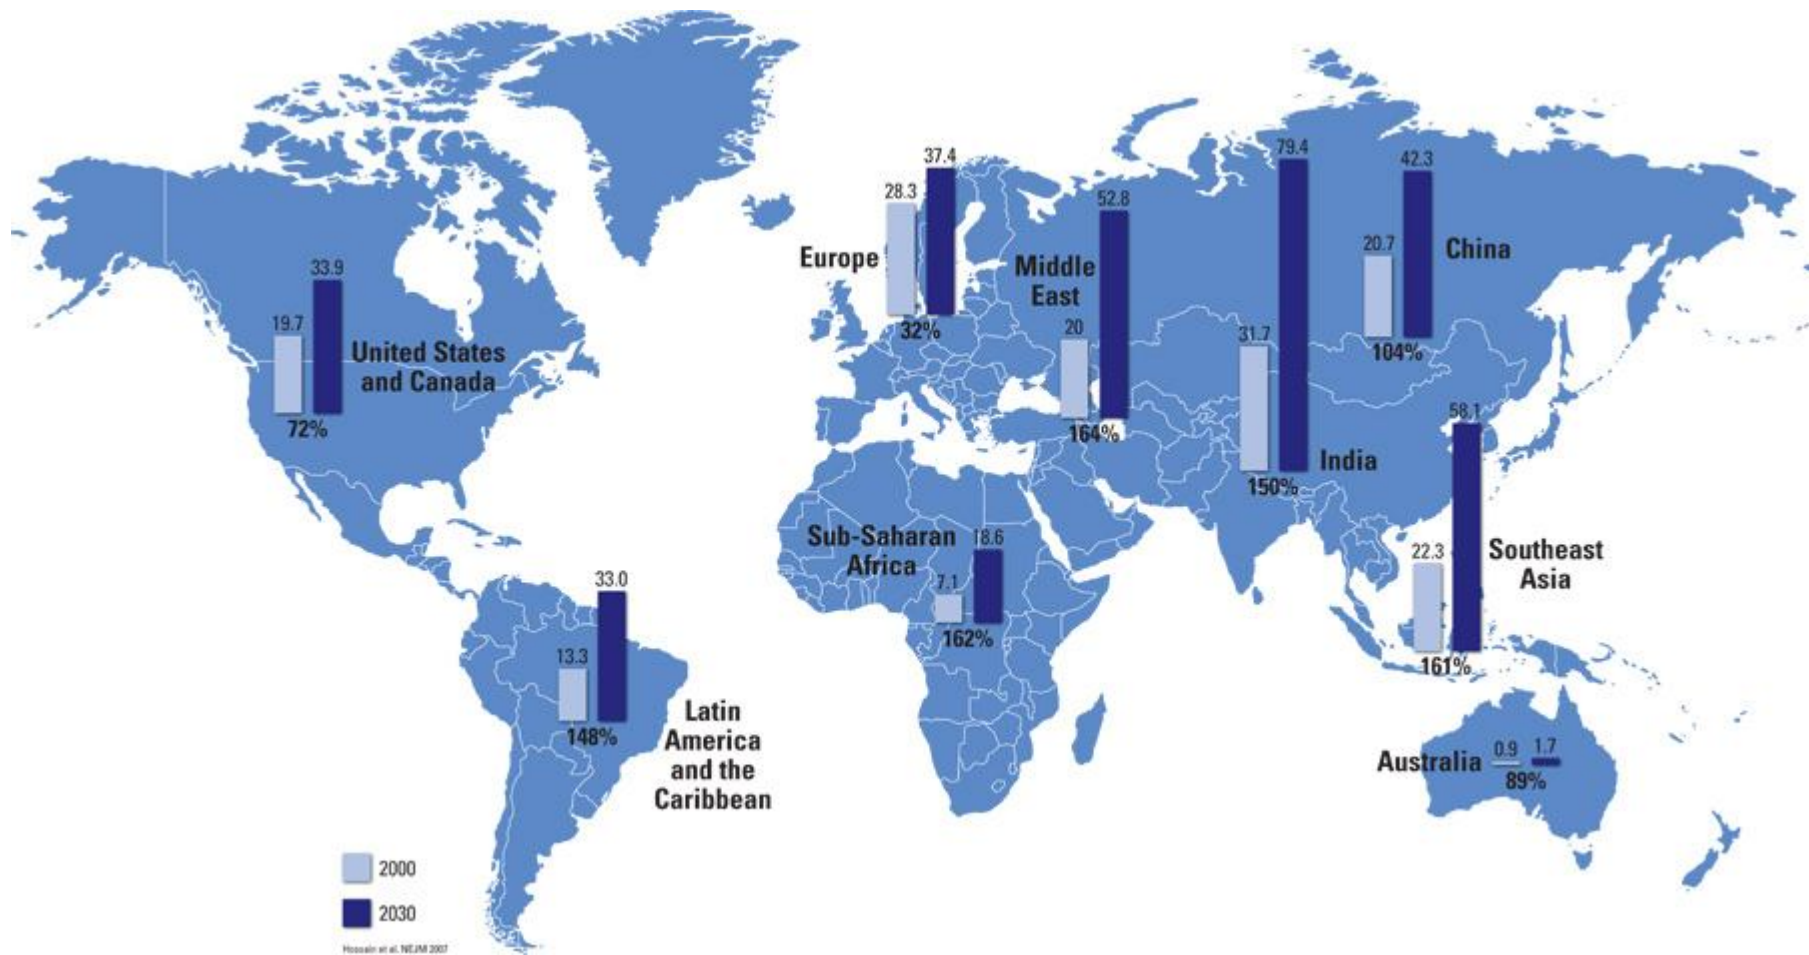 33.9
19.7
United States
and Canada
72%
33.0
13.3
Latin
America
and the
Caribbean
148%
37.4
28.3
Europe
32%
52.8
Middle
East
20
164%
Sub-Saharan
Africa
18.6
7.1
162%
79.4
31.7
India
150%
42.3
20.7
China
104%
58.1
22.3
Southeast
Asia
161%
Australia
0.9
1.7
89%
2000
2030
Hossain et al. NEJM 2007